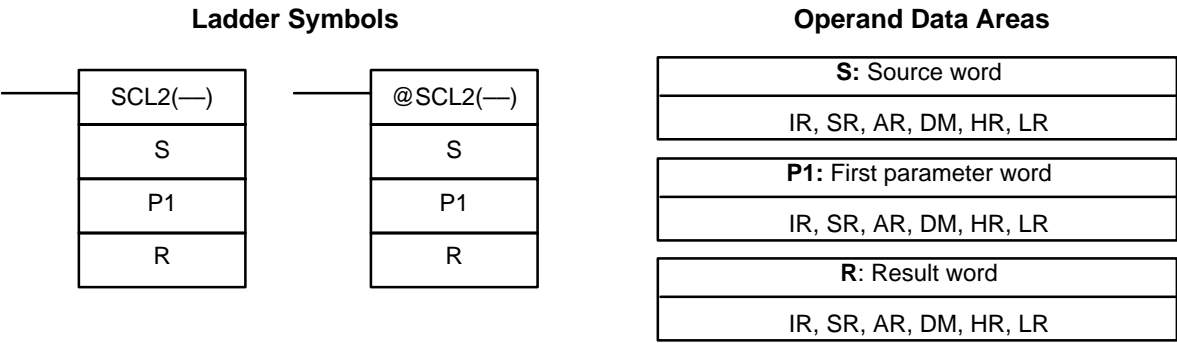 Ladder Symbols
SCL2(—)
S
P1
R
@SCL2(—)
S
P1
R
Operand Data Areas
S: Source word
IR, SR, AR, DM, HR, LR
P1: First parameter word
IR, SR, AR, DM, HR, LR
R: Result word
IR, SR, AR, DM, HR, LR